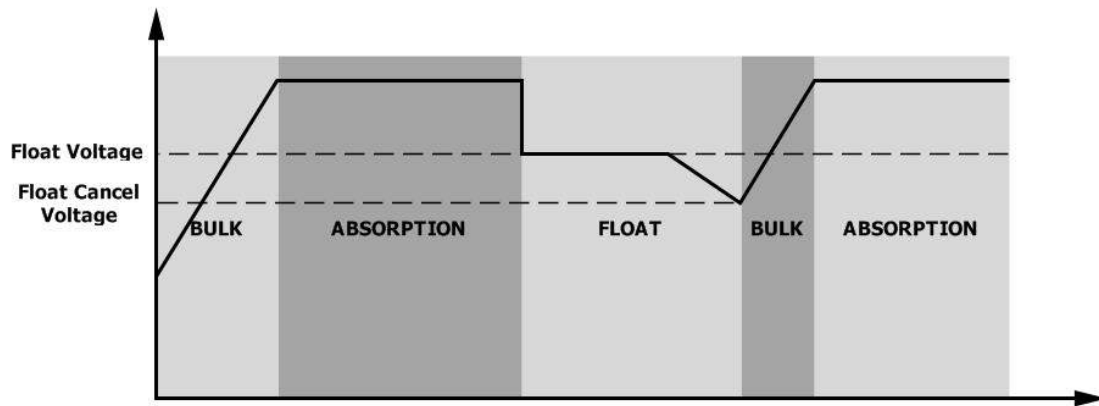 Float Voltage
Float Cancel
Voltage
BULK
ABSORPTION
FLOAT
BULK
ABSORPTION